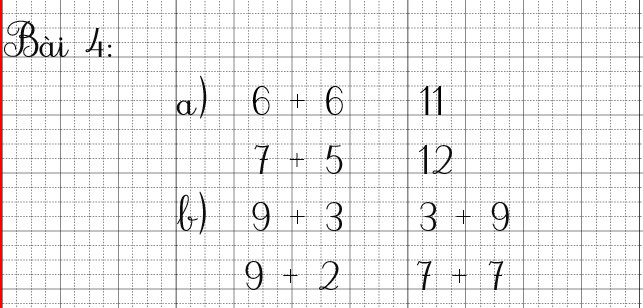 Bài 4:
a) 6 + 6 11
7 + 5 12
b) 9 + 3 3 + 9
9 + 2 7 + 7